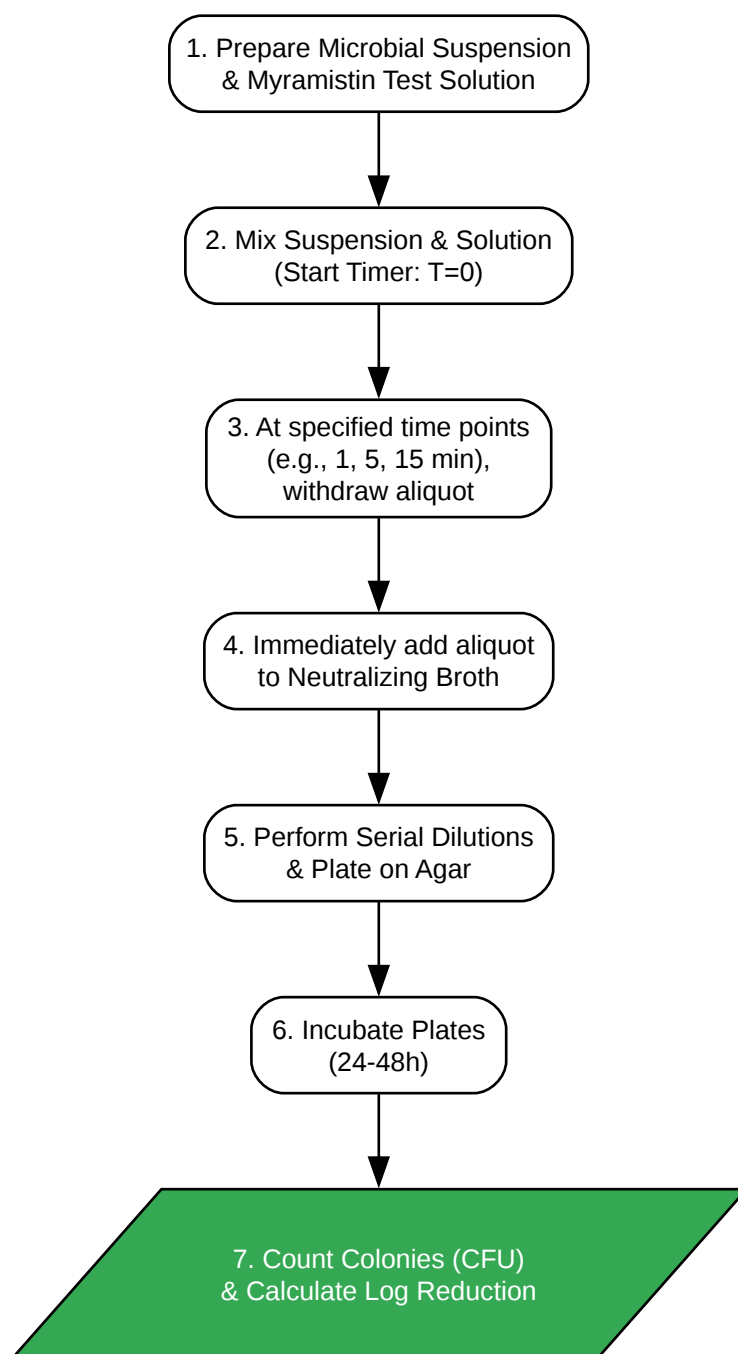 1. Prepare Microbial Suspension
& Myramistin Test Solution
2. Mix Suspension & Solution
(Start Timer: T=0)
3. At specified time points
(e.g., 1, 5, 15 min),
withdraw aliquot
4. Immediately add aliquot
to Neutralizing Broth
5. Perform Serial Dilutions
& Plate on Agar
6. Incubate Plates
(24-48h)
7. Count Colonies (CFU)
& Calculate Log Reduction